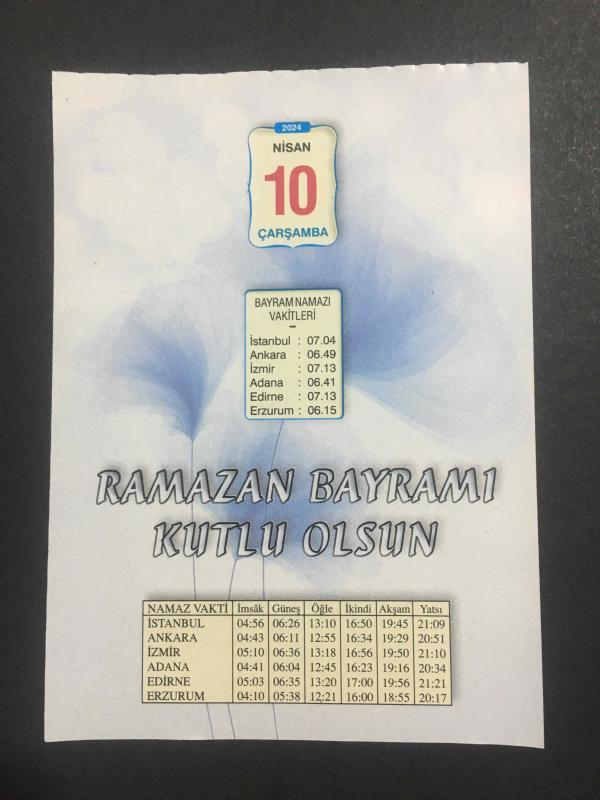 2024
NİSAN
10
ÇARŞAMBA
BAYRAM NAMAZI
VAKİTLERİ
–
İstanbul : 07.04
Ankara : 06.49
İzmir : 07.13
Adana : 06.41
Edirne : 07.13
Erzurum : 06.15
RAMAZAN BAYRAMI
KUTLU OLSUN
NAMAZ VAKTİ İmsâk Güneş Öğle İkindi Akşam Yatsı
İSTANBUL 04:56 06:26 13:10 16:50 19:45 21:09
ANKARA 04:43 06:11 12:55 16:34 19:29 20:51
İZMİR 05:10 06:36 13:18 16:56 19:50 21:10
ADANA 04:41 06:04 12:45 16:23 19:16 20:34
EDİRNE 05:03 06:35 13:20 17:00 19:56 21:21
ERZURUM 04:10 05:38 12:21 16:00 18:55 20:17